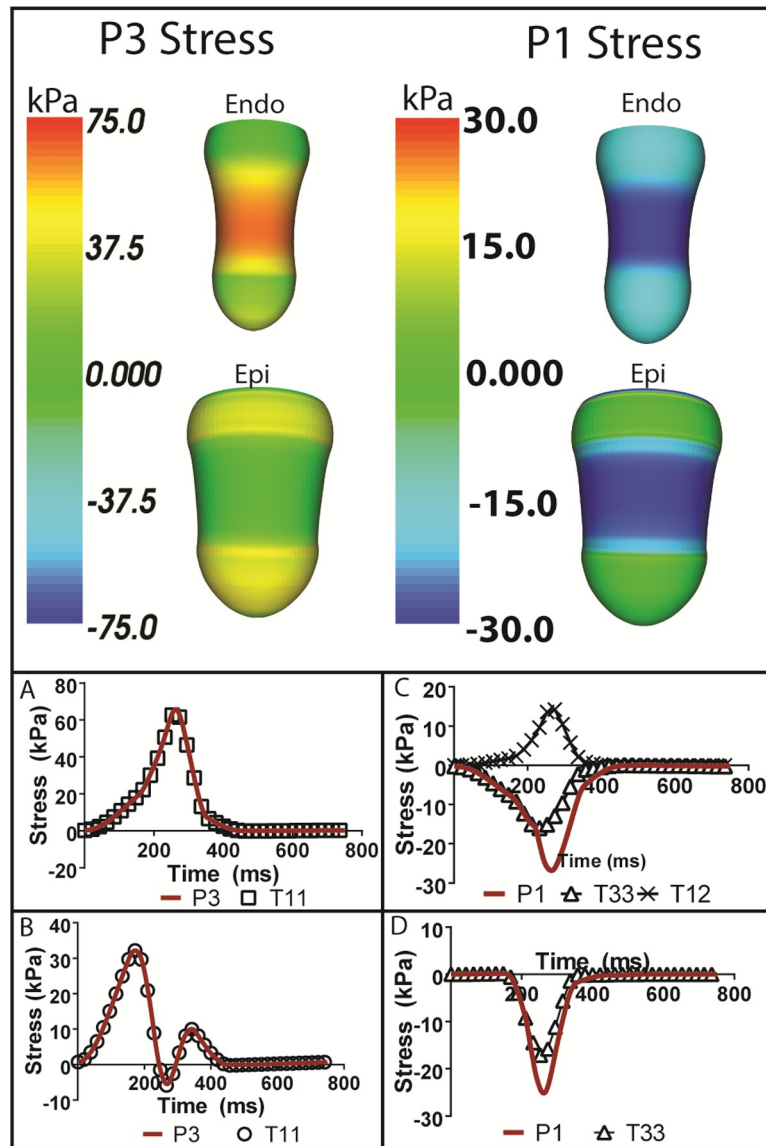 P3 Stress
P1 Stress
kPa
75.0
37.5
0.000
-37.5
-75.0
Endo
Epi
kPa
30.0
15.0
0.000
-15.0
-30.0
Endo
Epi
A
Stress (kPa)
80
60
40
20
0
-20
200 400 600 800
Time (ms)
P3 T11
C
Stress (kPa)
20
10
0
-10
-20
-30
200 400 600 800
Time (ms)
P1 T33 T12
B
Stress (kPa)
40
30
20
10
0
-10
200 400 600 800
Time (ms)
P3 T11
D
Stress (kPa)
10
0
-10
-20
-30
Time (ms)
200 400 600 800
P1 T33